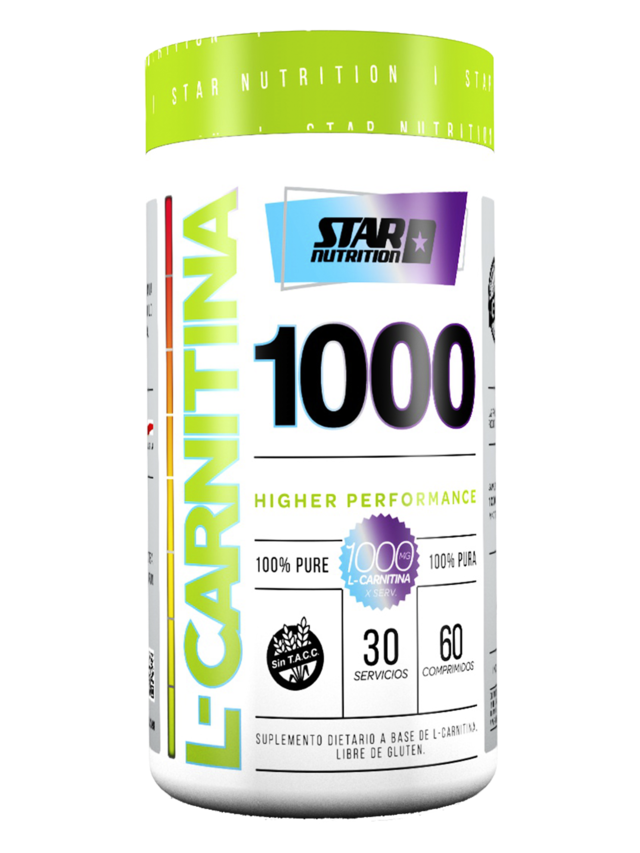 STAR NUTRITION | STAR
STAR NUTRITION
L-CARNITINA
STAR
NUTRITION
1000
HIGHER PERFORMANCE
100% PURE
1000 MG
L-CARNITINA
X SERV.
100% PURA
Sin T.A.C.C.
30
SERVICIOS
60
COMPRIMIDOS
SUPLEMENTO DIETARIO A BASE DE L-CARNITINA.
LIBRE DE GLUTEN.